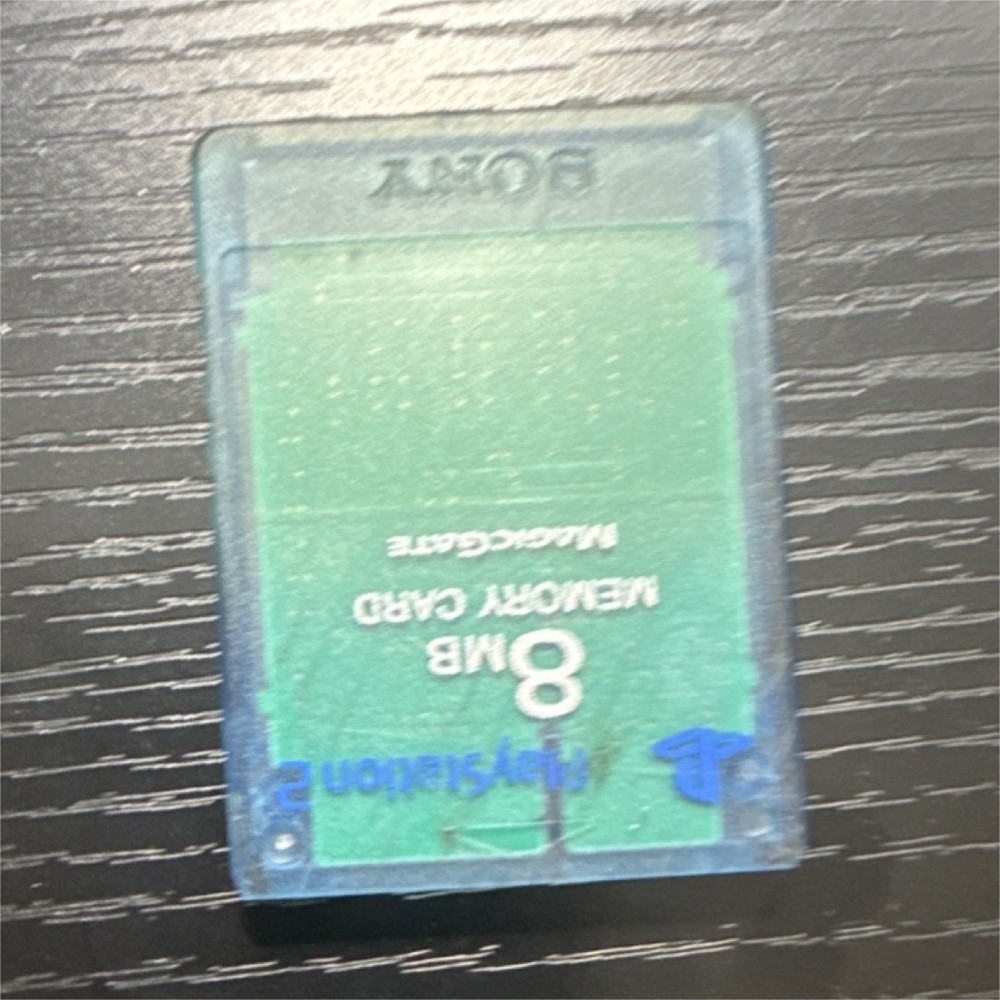 PlayStation 2
8MB
MEMORY CARD
MagicGate
SONY